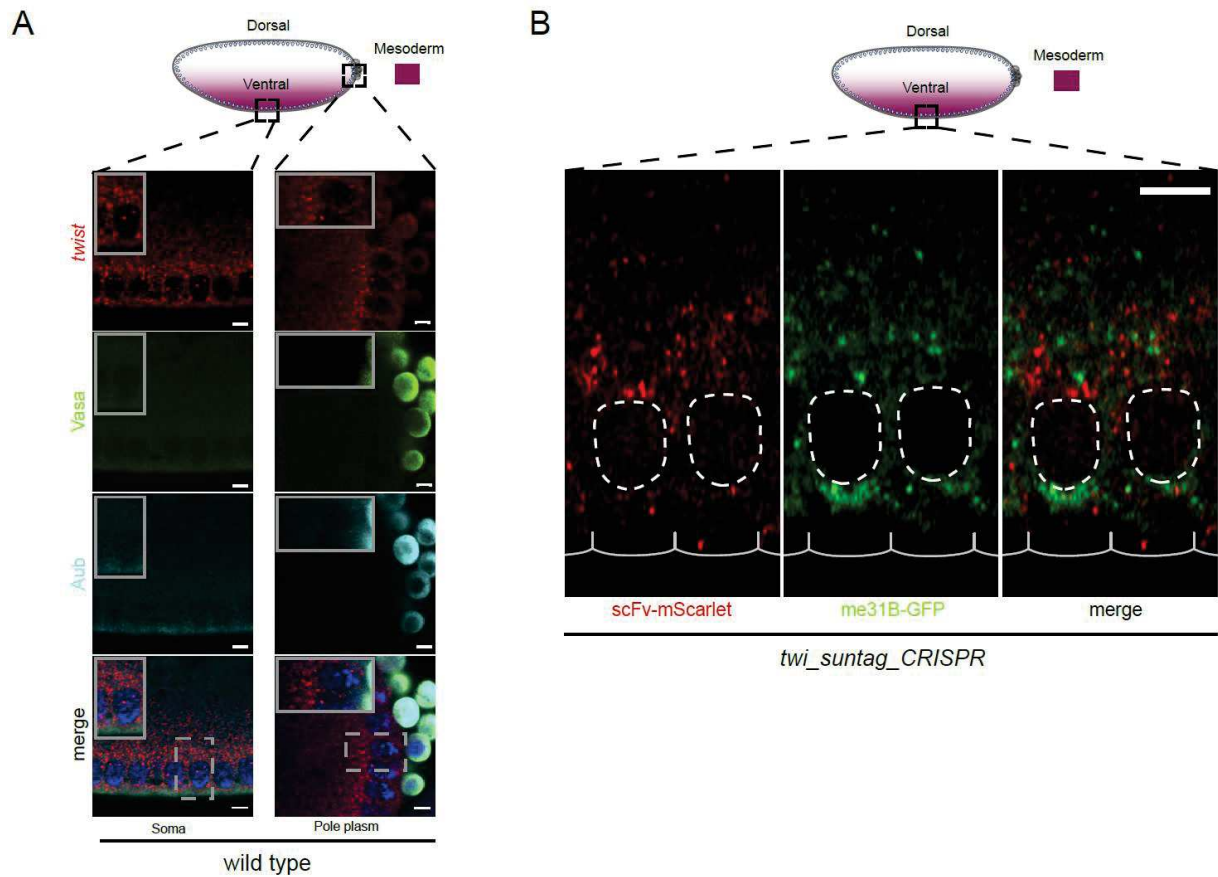 A
Dorsal
Mesoderm
Ventral
twist
Vasa
Aub
merge
Soma
Pole plasm
wild type
B
Dorsal
Mesoderm
Ventral
scFv-mScarlet
me31B-GFP
merge
twi_suntag_CRISPR